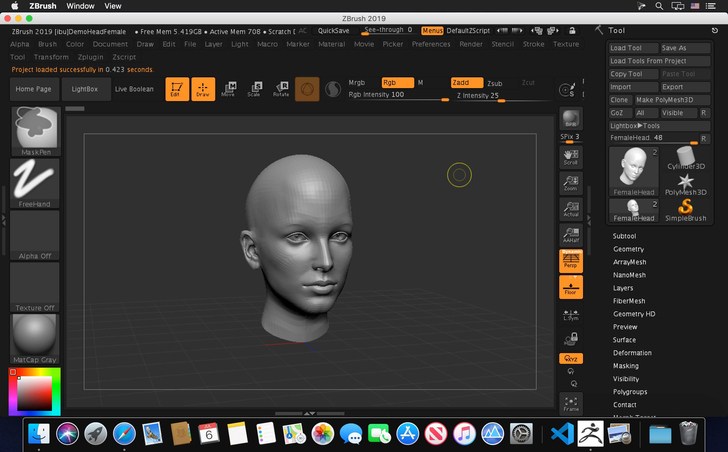 ZBrush Window View
ZBrush 2019
ZBrush 2019 [ibu]DemoHeadFemale • Free Mem 5.419GB • Active Mem 708 • Scratch D AC QuickSave See-through 0 Menus DefaultZScript
Alpha Brush Color Document Draw Edit File Layer Light Macro Marker Material Movie Picker Preferences Render Stencil Stroke Texture
Tool Transform Zplugin Zscript
Project loaded successfully in 0.423 seconds.
Home Page LightBox Live Boolean Edit Draw Move Scale Rotate
Mrgb Rgb M Zadd Zsub Zcut
Rgb Intensity 100 Z Intensity 25
MaskPen
FreeHand
Alpha Off
Texture Off
MatCap Gray
BPR
SPix 3
Scroll
Zoom
Actual
AAHalf
Persp
Floor
L.Sym
XYZ
Frame
Tool
Load Tool Save As
Load Tools From Project
Copy Tool Paste Tool
Import Export
Clone Make PolyMesh3D
GoZ All Visible R
Lightbox▶Tools
FemaleHead. 48 R
2
FemaleHead Cylinder3D
PolyMesh3D
2
FemaleHead SimpleBrush
Subtool
Geometry
ArrayMesh
NanoMesh
Layers
FiberMesh
Geometry HD
Preview
Surface
Deformation
Masking
Visibility
Polygroups
Contact
Morph Target
6